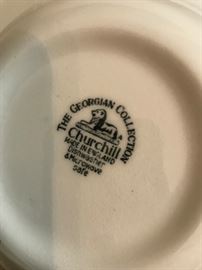 THE GEORGIAN COLLECTION
Churchill
MADE IN ENGLAND
Dishwasher
& Microwave
Safe